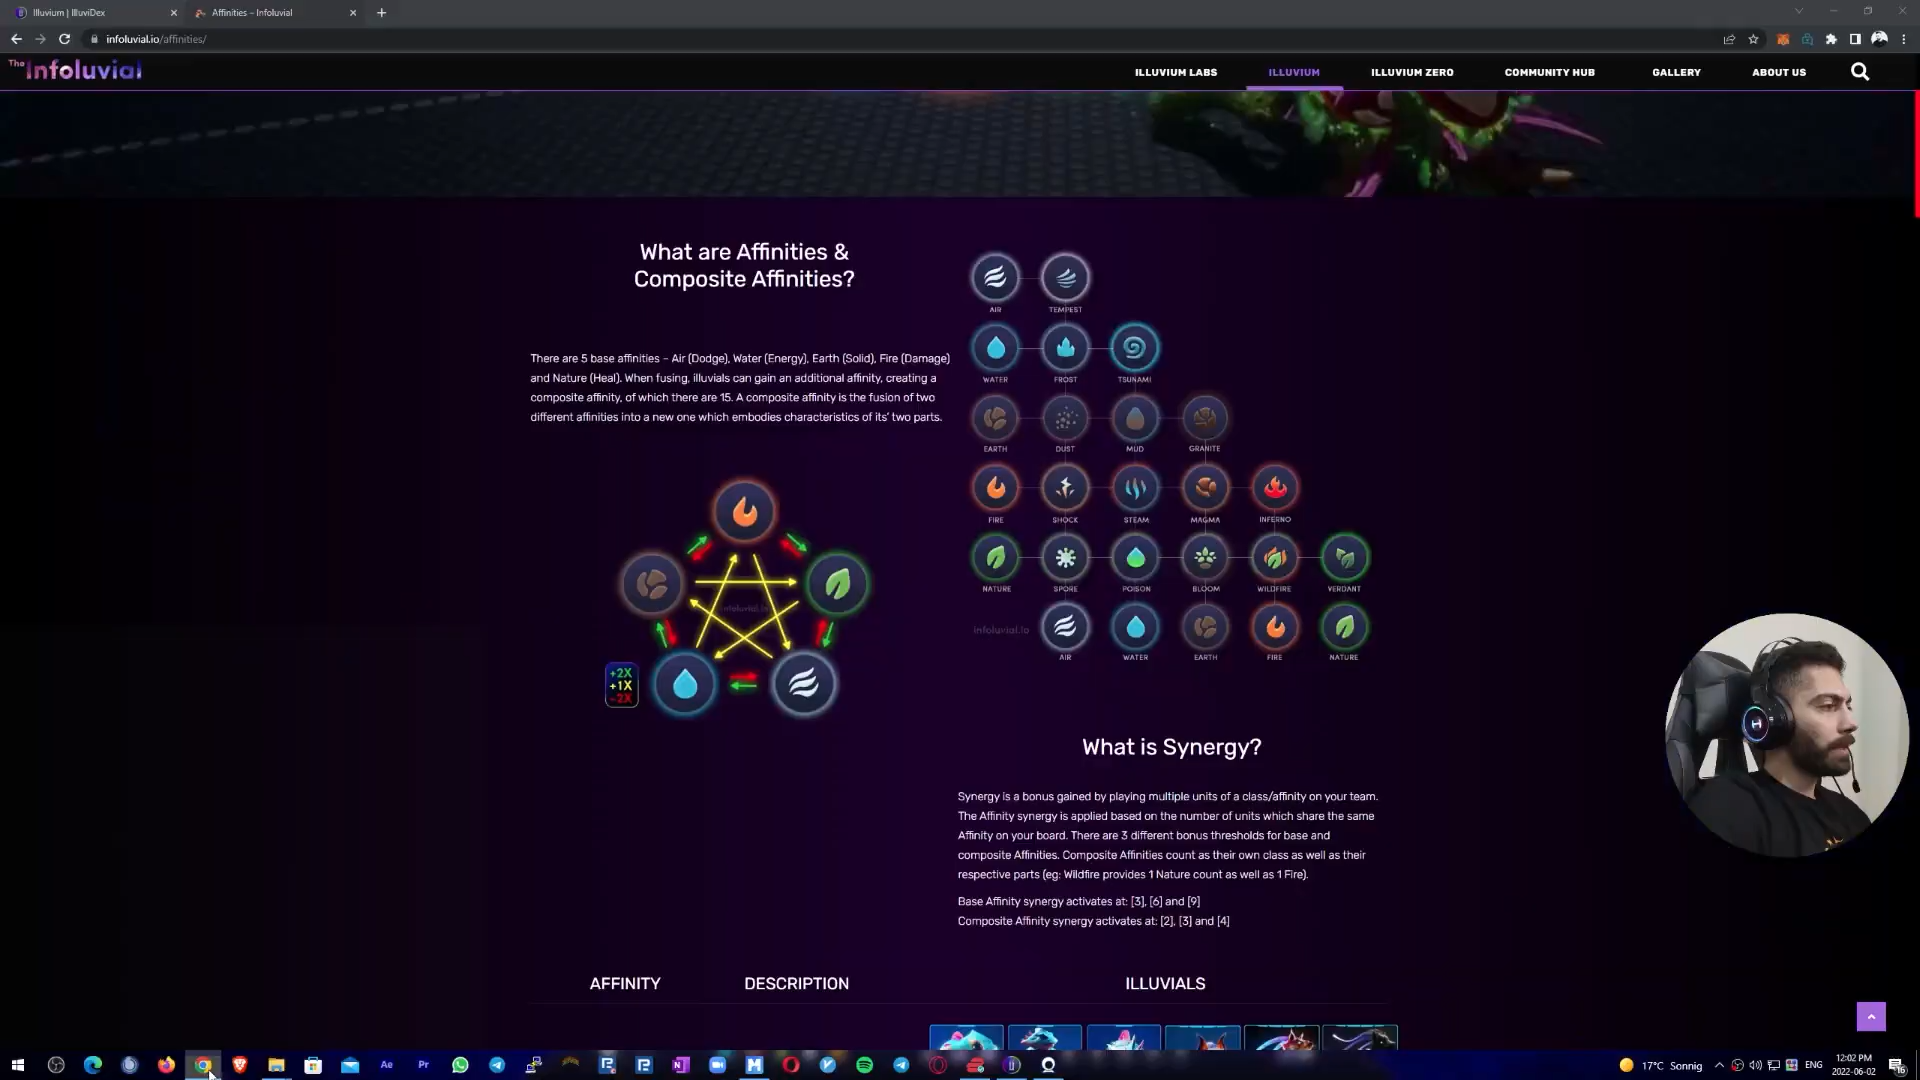 Illuvium | IlluviDex
Affinities – Infoluvial
infoluvial.io/affinities/
The Infoluvial
ILLUVIUM LABS
ILLUVIUM
ILLUVIUM ZERO
COMMUNITY HUB
GALLERY
ABOUT US
What are Affinities &
Composite Affinities?
There are 5 base affinities – Air (Dodge), Water (Energy), Earth (Solid), Fire (Damage)
and Nature (Heal). When fusing, illuvials can gain an additional affinity, creating a
composite affinity, of which there are 15. A composite affinity is the fusion of two
different affinities into a new one which embodies characteristics of its' two parts.
infoluvial.io
+2X
+1X
-2X
AIR TEMPEST
WATER FROST TSUNAMI
EARTH DUST MUD GRANITE
FIRE SHOCK STEAM MAGMA INFERNO
NATURE SPORE POISON BLOOM WILDFIRE VERDANT
infoluvial.io
AIR WATER EARTH FIRE NATURE
What is Synergy?
Synergy is a bonus gained by playing multiple units of a class/affinity on your team.
The Affinity synergy is applied based on the number of units which share the same
Affinity on your board. There are 3 different bonus thresholds for base and
composite Affinities. Composite Affinities count as their own class as well as their
respective parts (eg: Wildfire provides 1 Nature count as well as 1 Fire).
Base Affinity synergy activates at: [3], [6] and [9]
Composite Affinity synergy activates at: [2], [3] and [4]
AFFINITY DESCRIPTION ILLUVIALS
Ae
Pr
17°C Sonnig
ENG
12:02 PM
2022-06-02